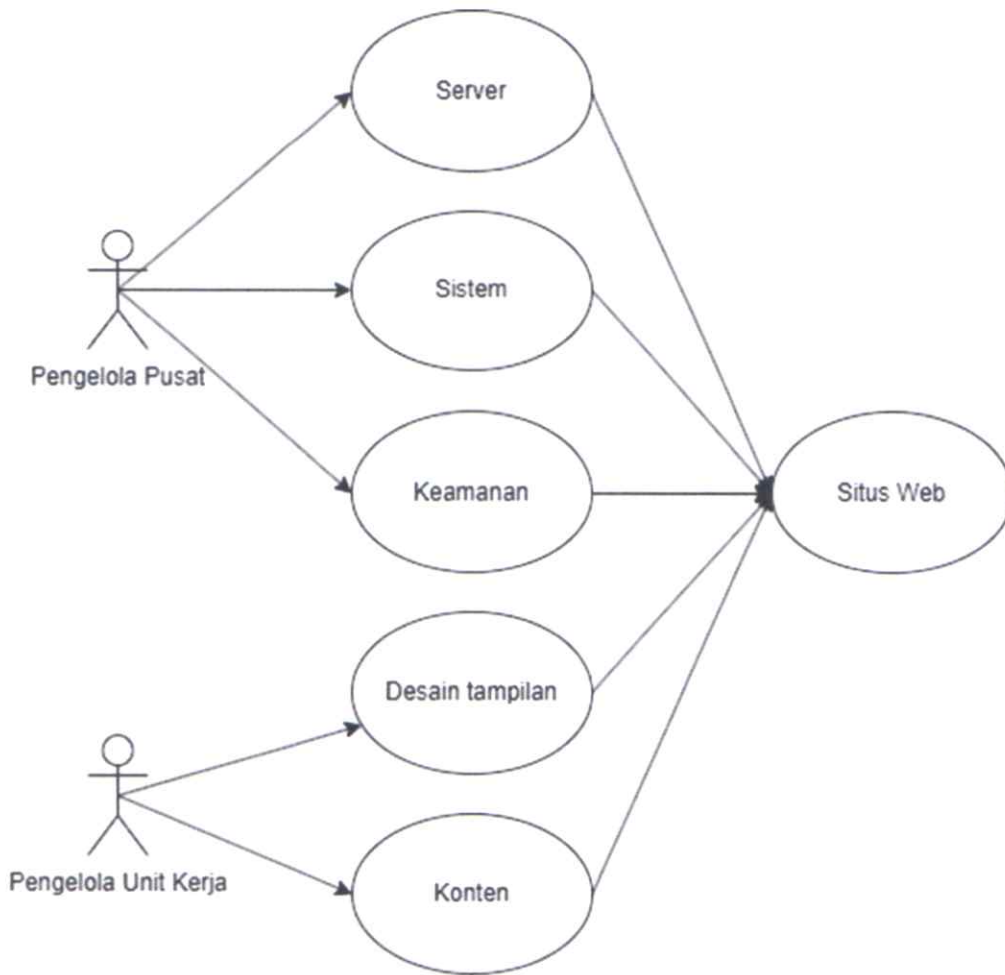 Server
Sistem
Pengelola Pusat
Keamanan
Situs Web
Desain tampilan
Pengelola Unit Kerja
Konten